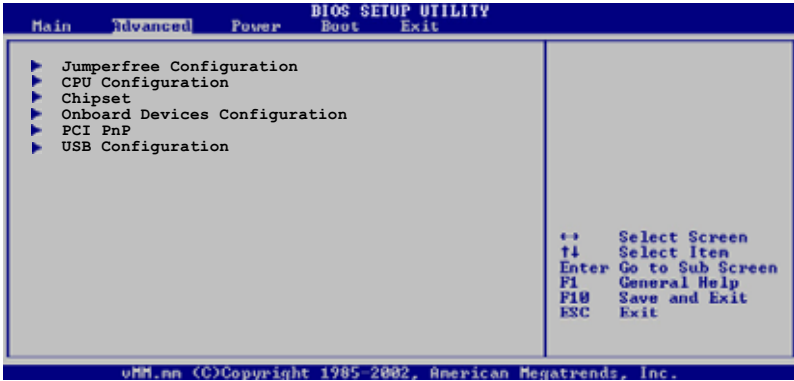 BIOS SETUP UTILITY
Main Advanced Power Boot Exit
Jumperfree Configuration
CPU Configuration
Chipset
Onboard Devices Configuration
PCI PnP
USB Configuration
↔ Select Screen
↑↓ Select Item
Enter Go to Sub Screen
F1 General Help
F10 Save and Exit
ESC Exit
vMM.mm (C)Copyright 1985-2002, American Megatrends, Inc.